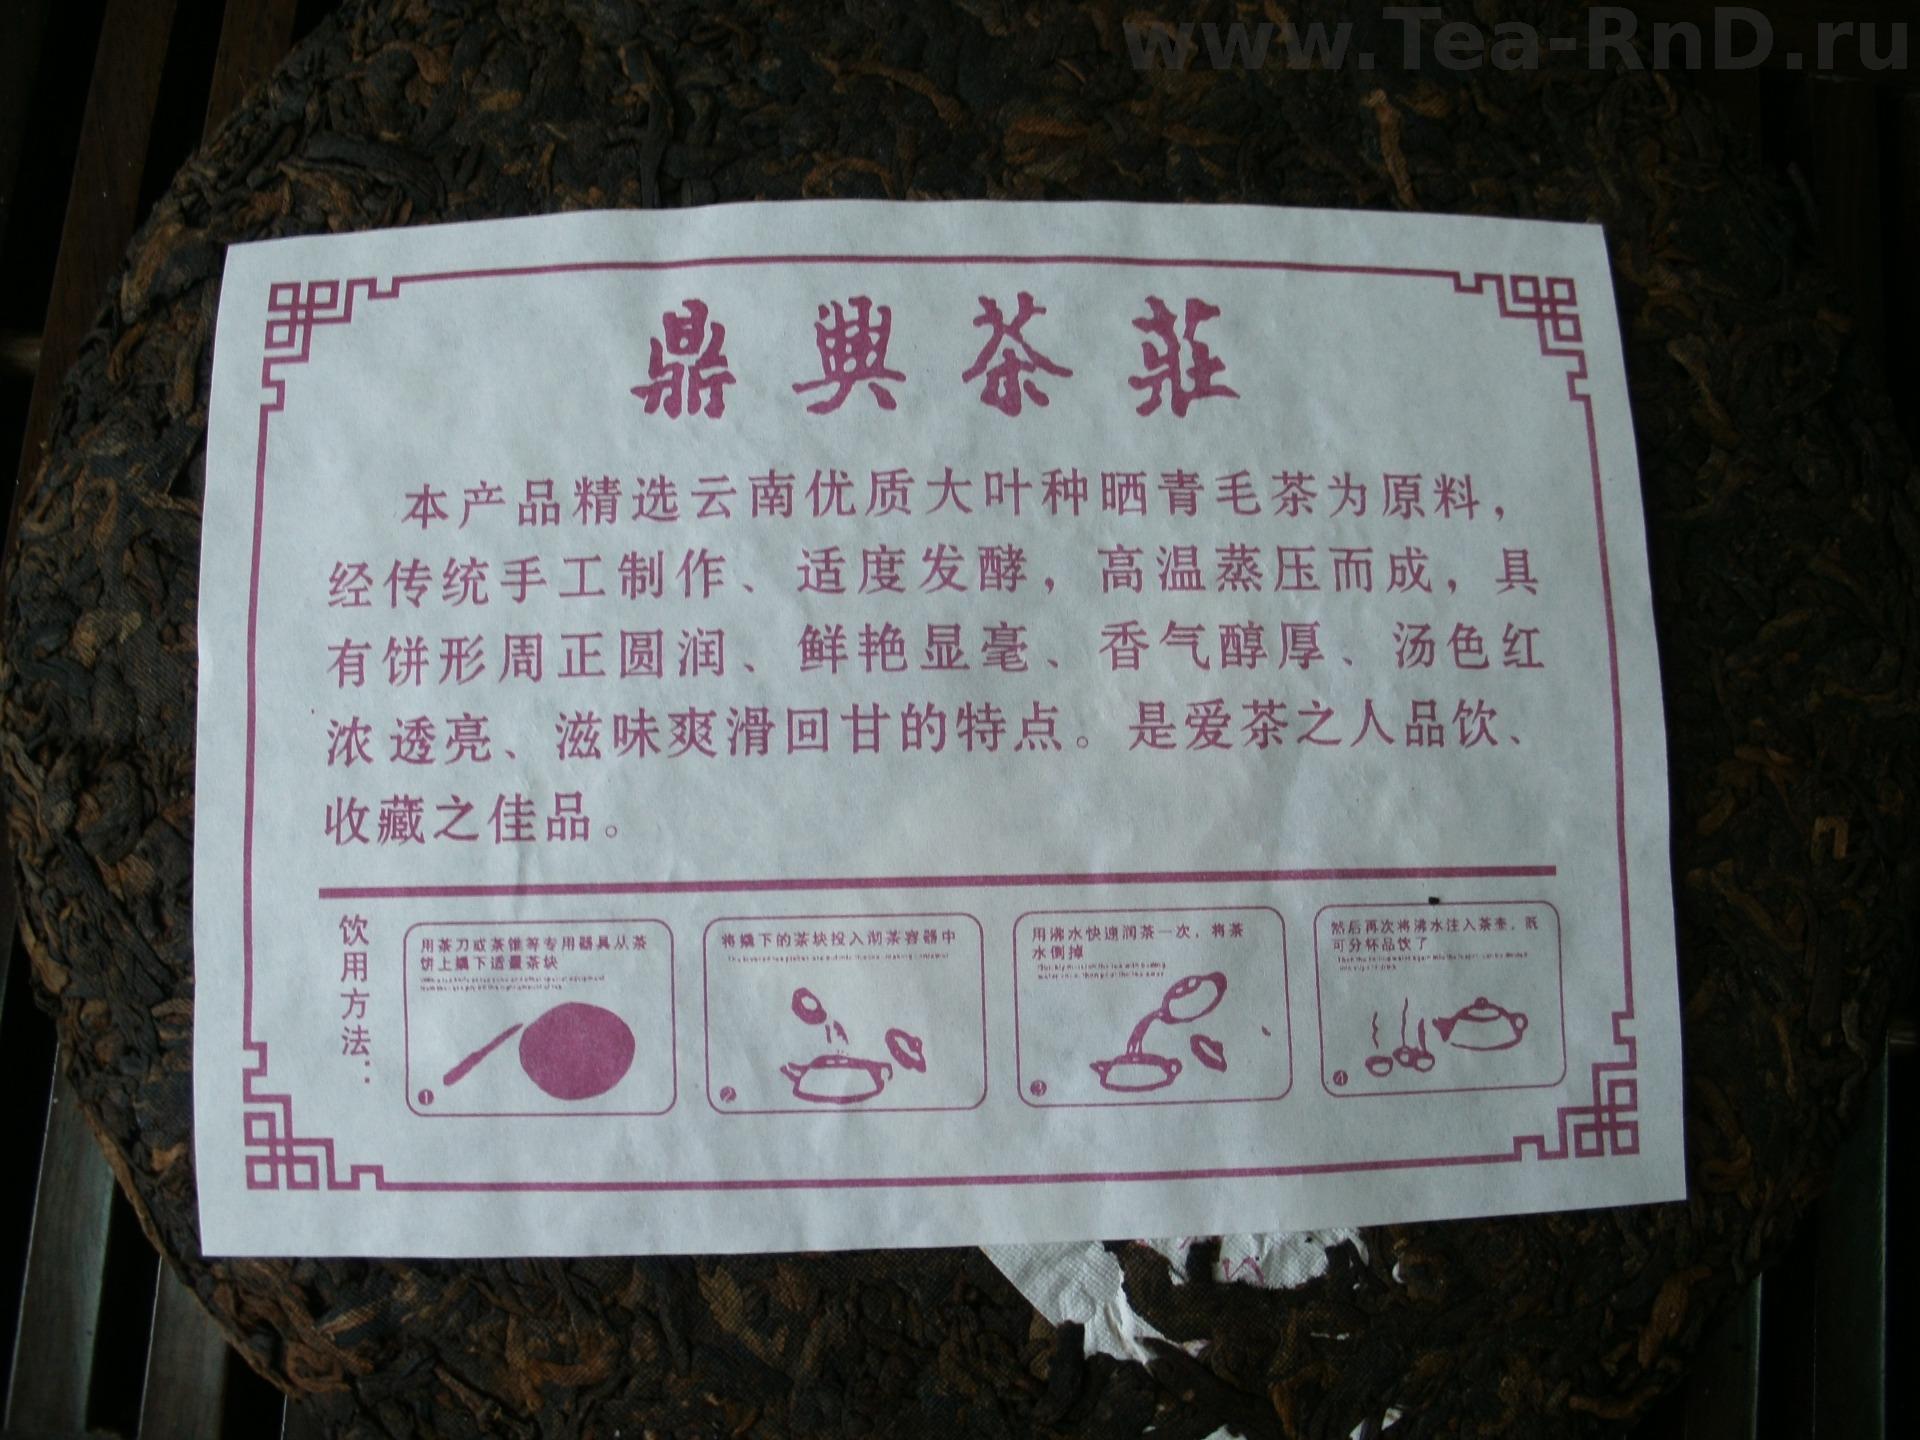 www.Tea-RnD.ru
鼎興茶莊
本产品精选云南优质大叶种晒青毛茶为原料，
经传统手工制作、适度发酵，高温蒸压而成，具
有饼形周正圆润、鲜艳显毫、香气醇厚、汤色红
浓透亮、滋味爽滑回甘的特点。是爱茶之人品饮、
收藏之佳品。
饮用方法：
用茶刀或茶锥等专用器具从茶
饼上撬下适量茶块
1
将撬下的茶块投入沏茶容器中
2
用沸水快速润茶一次，将茶
水倒掉
3
然后再次将沸水注入茶壶，既
可分杯品饮了
4